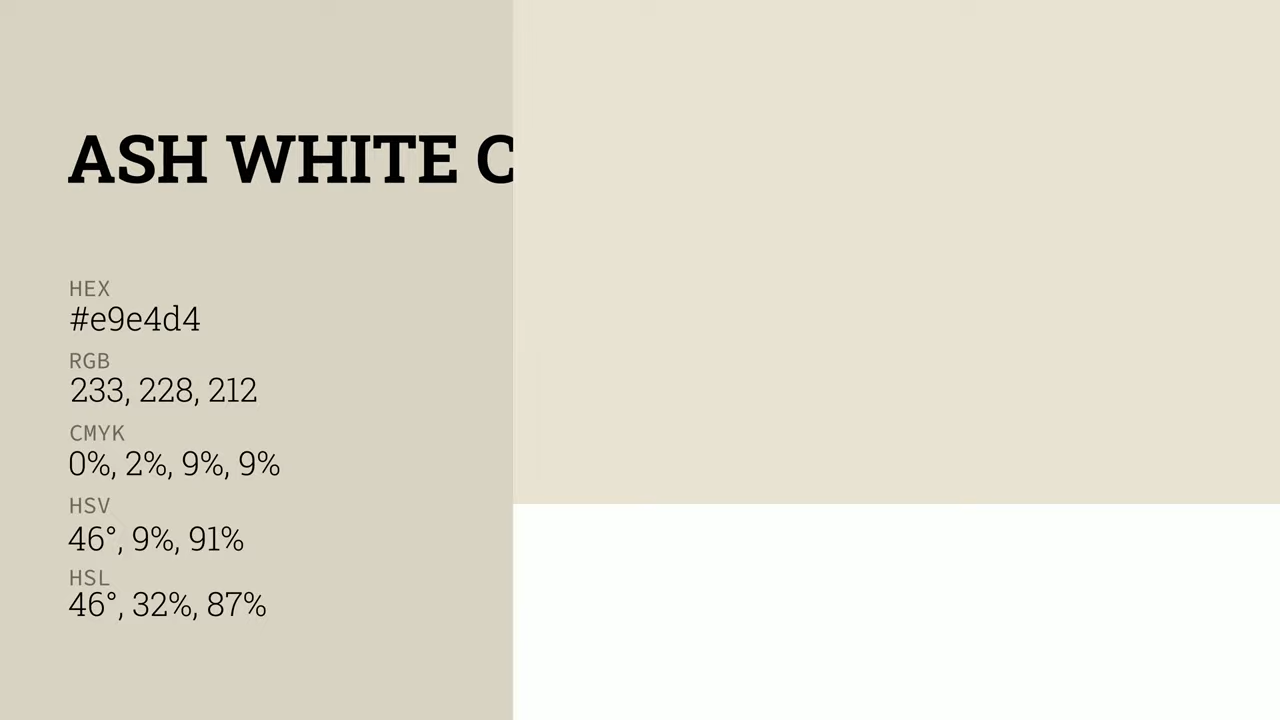 ASH WHITE C
HEX
#e9e4d4
RGB
233, 228, 212
CMYK
0%, 2%, 9%, 9%
HSV
46°, 9%, 91%
HSL
46°, 32%, 87%